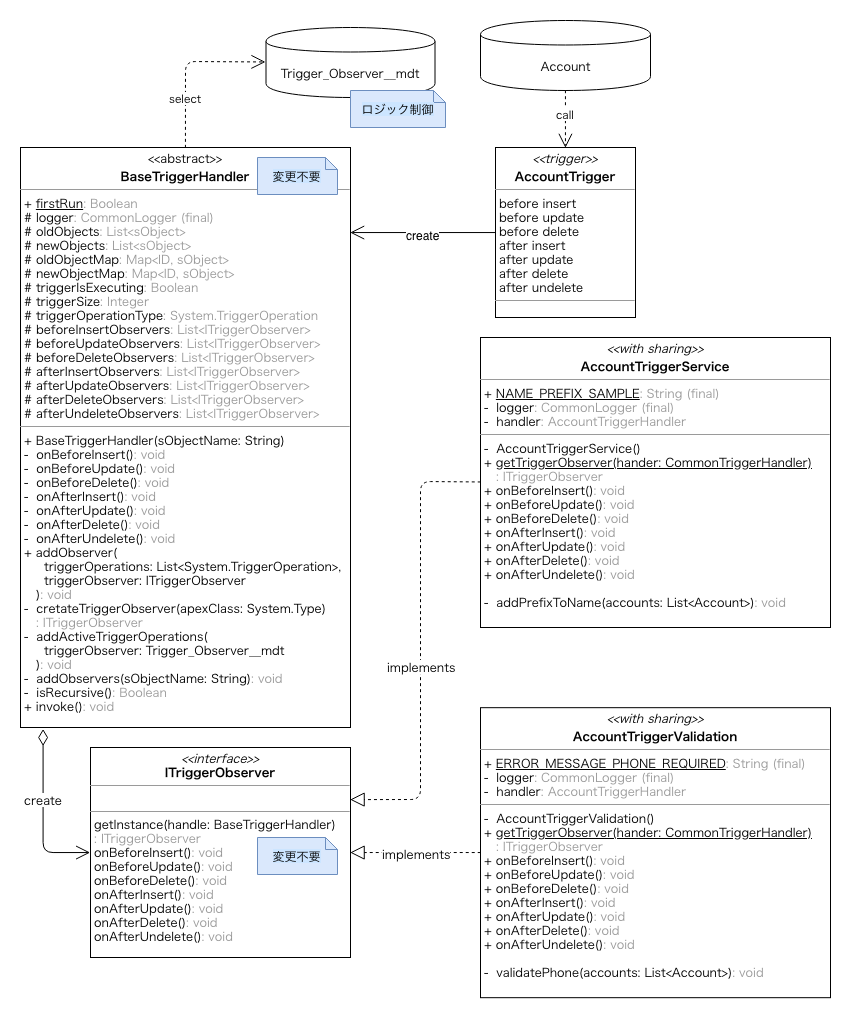 Trigger_Observer__mdt
ロジック制御
Account
select
call
<<abstract>>
BaseTriggerHandler
変更不要
+ firstRun: Boolean
# logger: CommonLogger (final)
# oldObjects: List<sObject>
# newObjects: List<sObject>
# oldObjectMap: Map<ID, sObject>
# newObjectMap: Map<ID, sObject>
# triggerIsExecuting: Boolean
# triggerSize: Integer
# triggerOperationType: System.TriggerOperation
# beforeInsertObservers: List<ITriggerObserver>
# beforeUpdateObservers: List<ITriggerObserver>
# beforeDeleteObservers: List<ITriggerObserver>
# afterInsertObservers: List<ITriggerObserver>
# afterUpdateObservers: List<ITriggerObserver>
# afterDeleteObservers: List<ITriggerObserver>
# afterUndeleteObservers: List<ITriggerObserver>
+ BaseTriggerHandler(sObjectName: String)
- onBeforeInsert(): void
- onBeforeUpdate(): void
- onBeforeDelete(): void
- onAfterInsert(): void
- onAfterUpdate(): void
- onAfterDelete(): void
- onAfterUndelete(): void
+ addObserver(
triggerOperations: List<System.TriggerOperation>,
triggerObserver: ITriggerObserver
): void
- cretateTriggerObserver(apexClass: System.Type)
: ITriggerObserver
- addActiveTriggerOperations(
triggerObserver: Trigger_Observer__mdt
): void
- addObservers(sObjectName: String): void
- isRecursive(): Boolean
+ invoke(): void
create
<<trigger>>
AccountTrigger
before insert
before update
before delete
after insert
after update
after delete
after undelete
<<with sharing>>
AccountTriggerService
+ NAME_PREFIX_SAMPLE: String (final)
- logger: CommonLogger (final)
- handler: AccountTriggerHandler
- AccountTriggerService()
+ getTriggerObserver(hander: CommonTriggerHandler)
: ITriggerObserver
+ onBeforeInsert(): void
+ onBeforeUpdate(): void
+ onBeforeDelete(): void
+ onAfterInsert(): void
+ onAfterUpdate(): void
+ onAfterDelete(): void
+ onAfterUndelete(): void
- addPrefixToName(accounts: List<Account>): void
implements
create
<<interface>>
ITriggerObserver
getInstance(handle: BaseTriggerHandler)
: ITriggerObserver
onBeforeInsert(): void
onBeforeUpdate(): void
onBeforeDelete(): void
onAfterInsert(): void
onAfterUpdate(): void
onAfterDelete(): void
onAfterUndelete(): void
変更不要
implements
<<with sharing>>
AccountTriggerValidation
+ ERROR_MESSAGE_PHONE_REQUIRED: String (final)
- logger: CommonLogger (final)
- handler: AccountTriggerHandler
- AccountTriggerValidation()
+ getTriggerObserver(hander: CommonTriggerHandler)
: ITriggerObserver
+ onBeforeInsert(): void
+ onBeforeUpdate(): void
+ onBeforeDelete(): void
+ onAfterInsert(): void
+ onAfterUpdate(): void
+ onAfterDelete(): void
+ onAfterUndelete(): void
- validatePhone(accounts: List<Account>): void